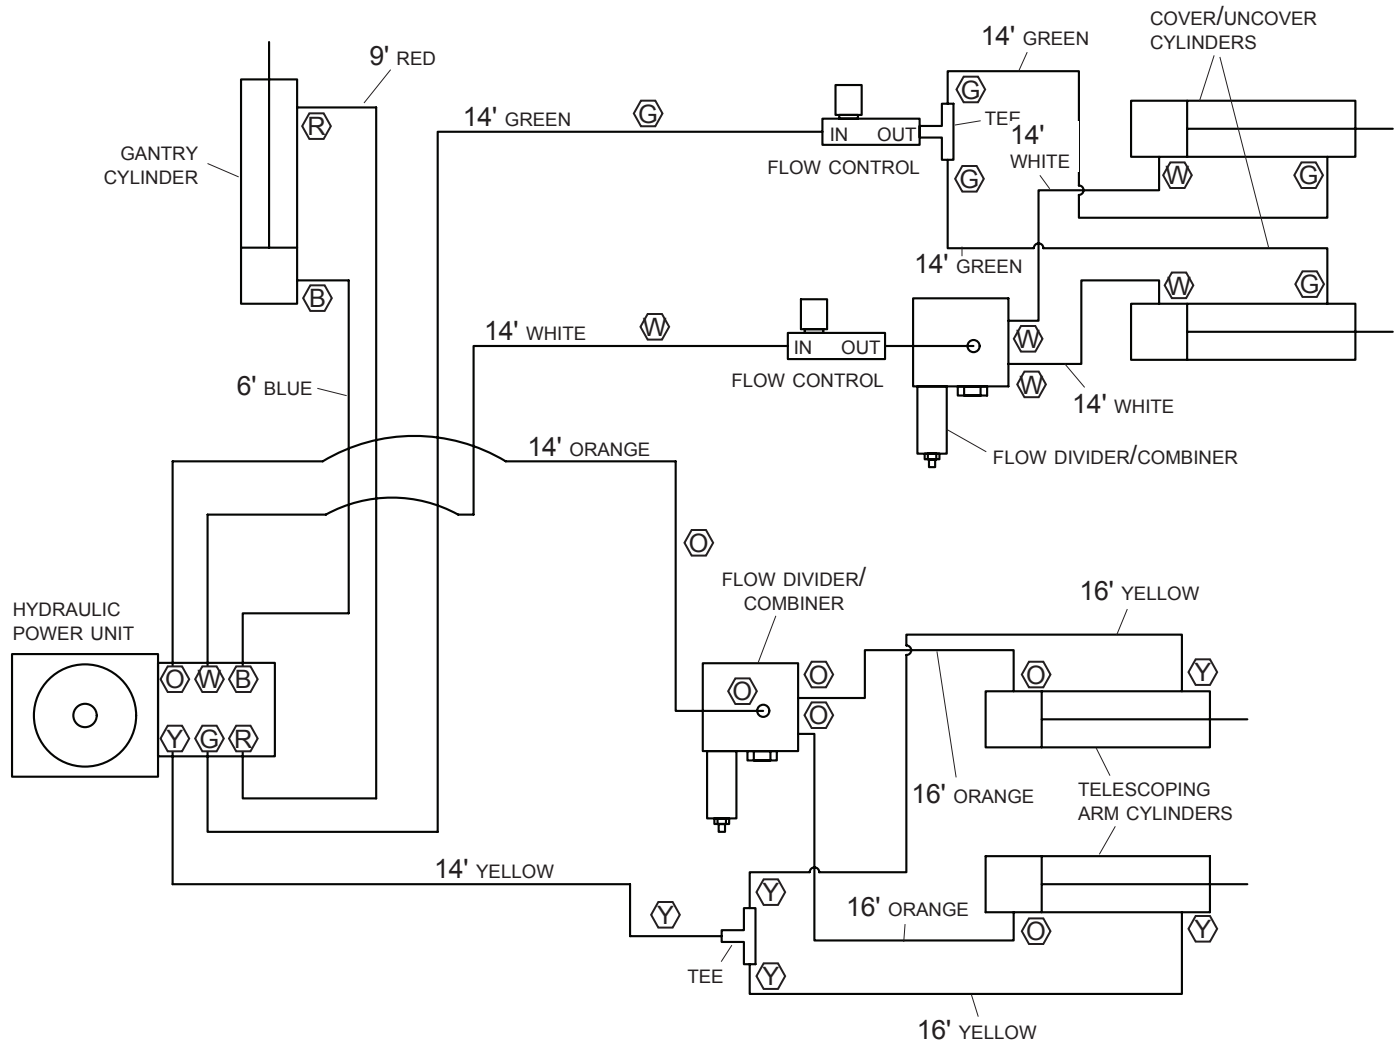 COVER/UNCOVER
CYLINDERS
14' GREEN
9' RED
G
14' GREEN
G
IN OUT
TEE
FLOW CONTROL
R
GANTRY
CYLINDER
14'
WHITE
G
W
G
14' GREEN
B
W
G
14' WHITE
W
IN OUT
FLOW CONTROL
W
W
14' WHITE
6' BLUE
14' ORANGE
FLOW DIVIDER/COMBINER
O
FLOW DIVIDER/
COMBINER
16' YELLOW
HYDRAULIC
POWER UNIT
O W B
O
O
O
O
Y
Y G R
16' ORANGE
TELESCOPING
ARM CYLINDERS
14' YELLOW
Y
Y
16' ORANGE
O
Y
TEE
Y
16' YELLOW